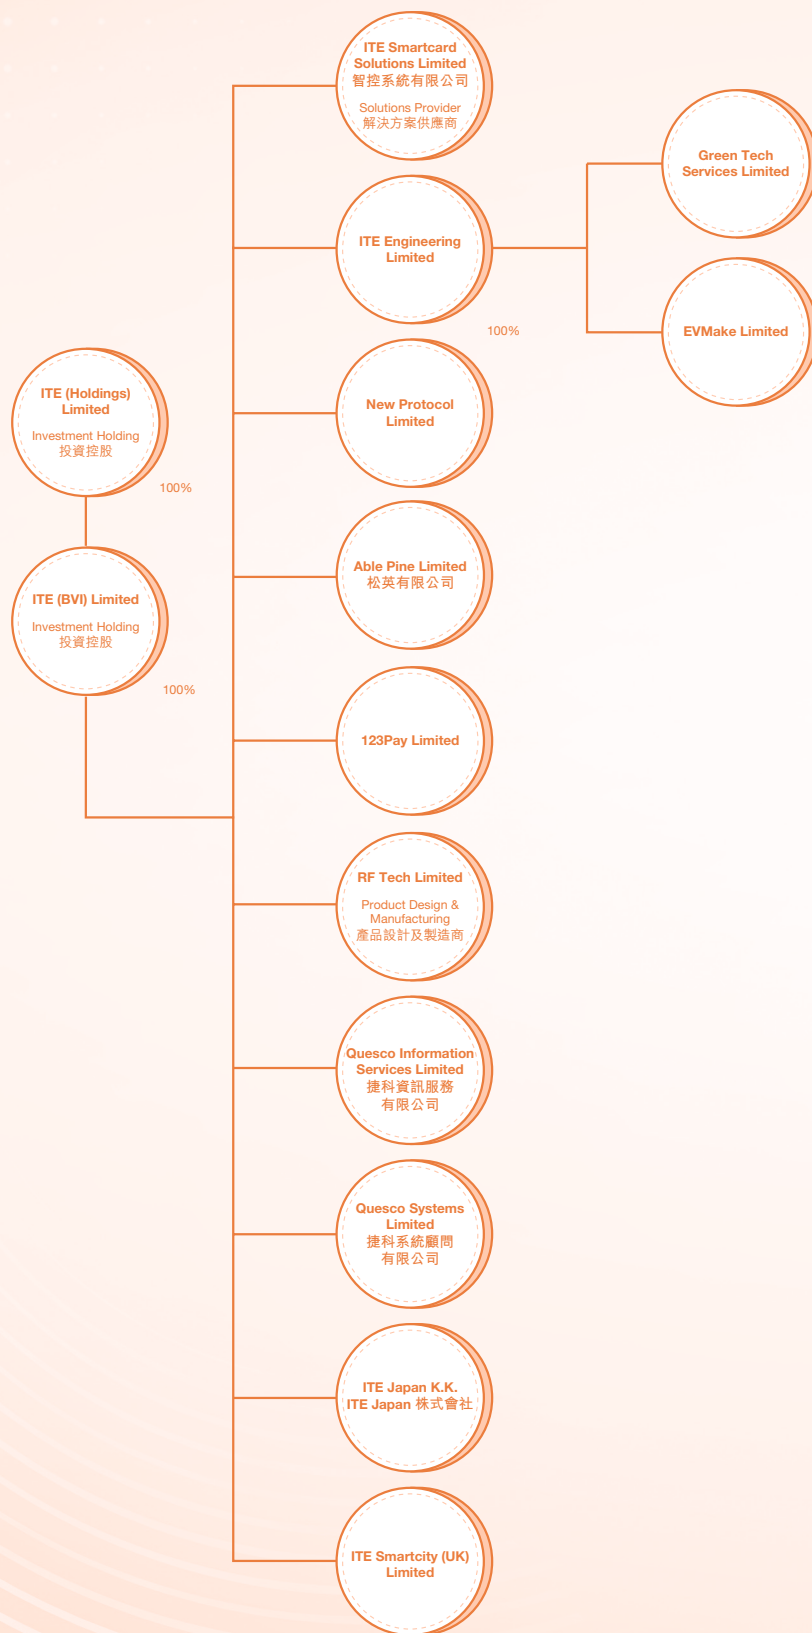 ITE (Holdings)
Limited
Investment Holding
投資控股
100%
ITE (BVI) Limited
Investment Holding
投資控股
100%
ITE Smartcard
Solutions Limited
智控系統有限公司
Solutions Provider
解決方案供應商
ITE Engineering
Limited
100%
Green Tech
Services Limited
EVMake Limited
New Protocol
Limited
Able Pine Limited
松英有限公司
123Pay Limited
RF Tech Limited
Product Design &
Manufacturing
產品設計及製造商
Quesco Information
Services Limited
捷科資訊服務
有限公司
Quesco Systems
Limited
捷科系統顧問
有限公司
ITE Japan K.K.
ITE Japan 株式會社
ITE Smartcity (UK)
Limited